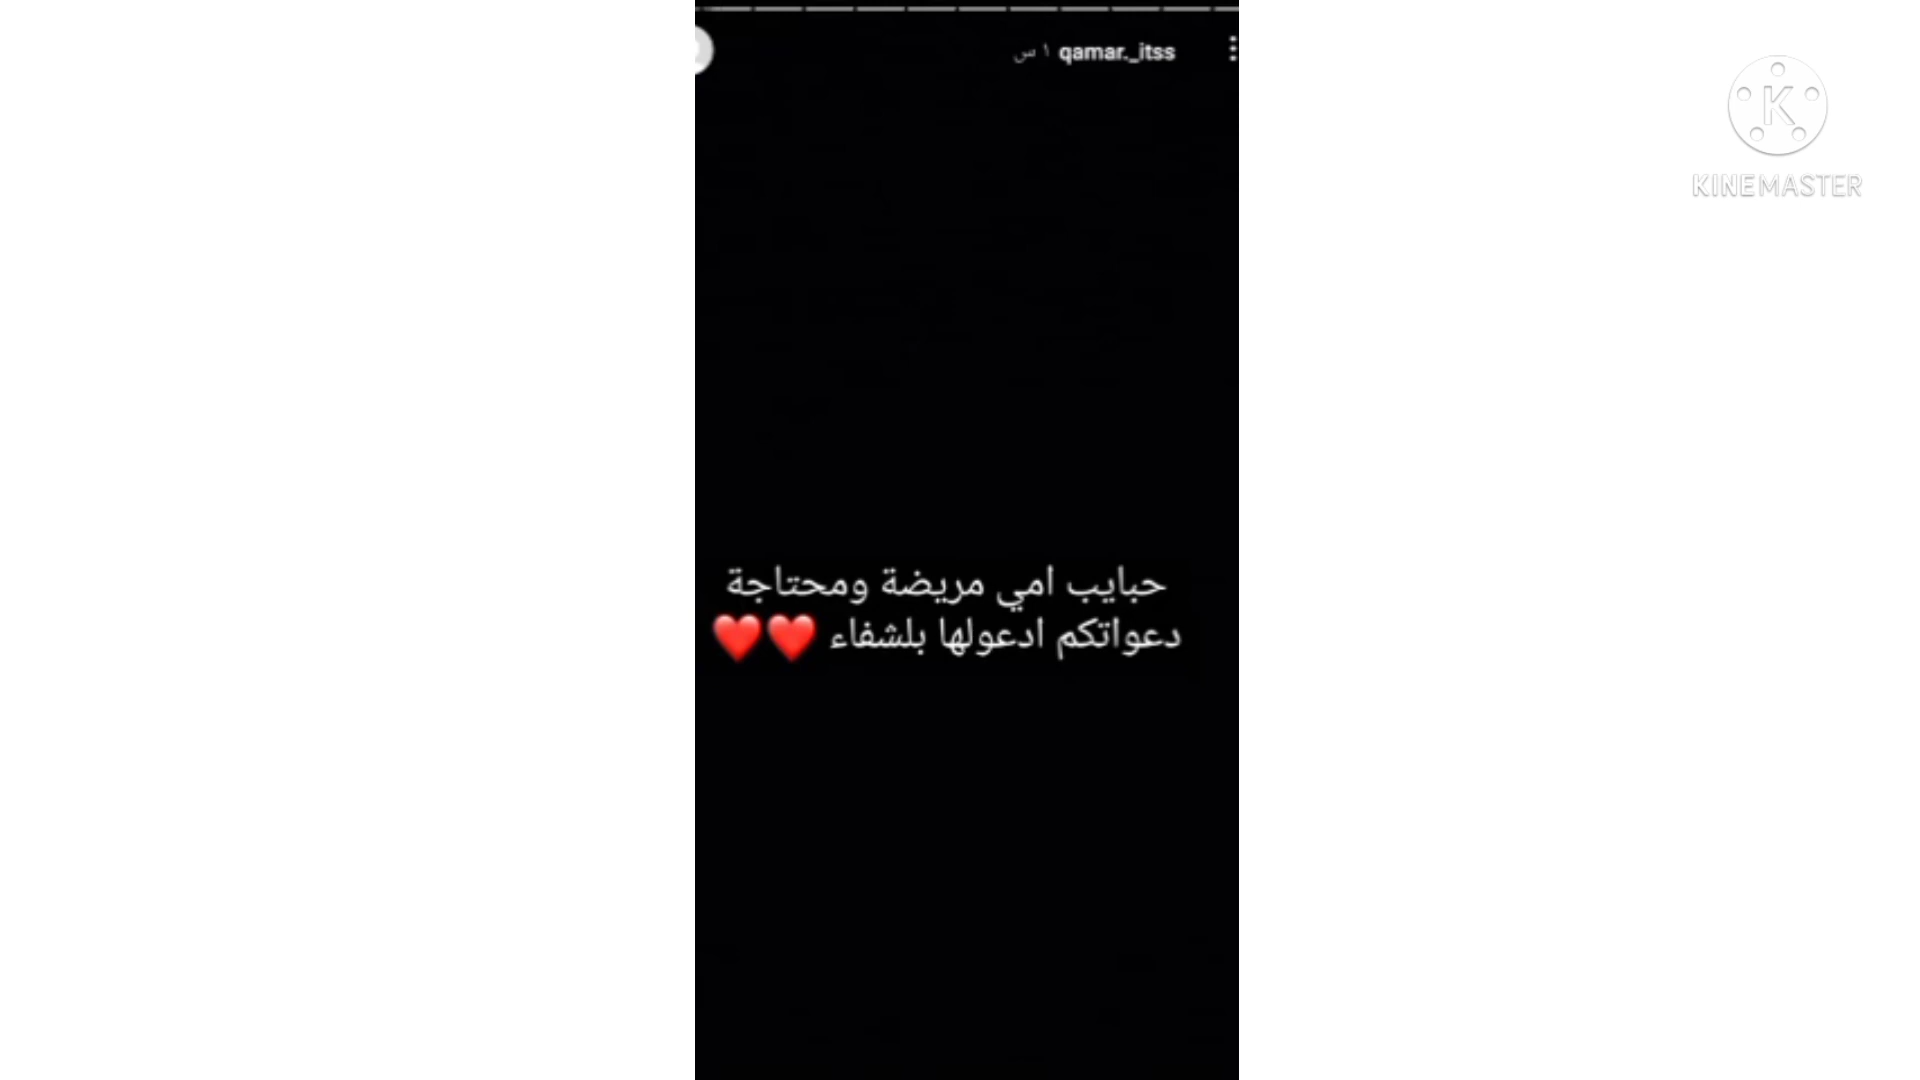 qamar._itss ١ س
KINEMASTER
حبايب امي مريضة ومحتاجة
دعواتكم ادعولها بلشفاء ❤️❤️